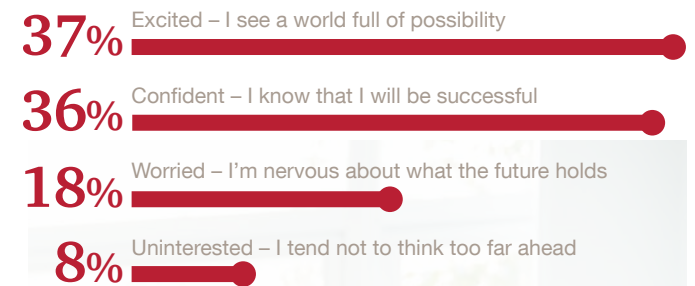 37% Excited – I see a world full of possibility
36% Confident – I know that I will be successful
18% Worried – I'm nervous about what the future holds
8% Uninterested – I tend not to think too far ahead